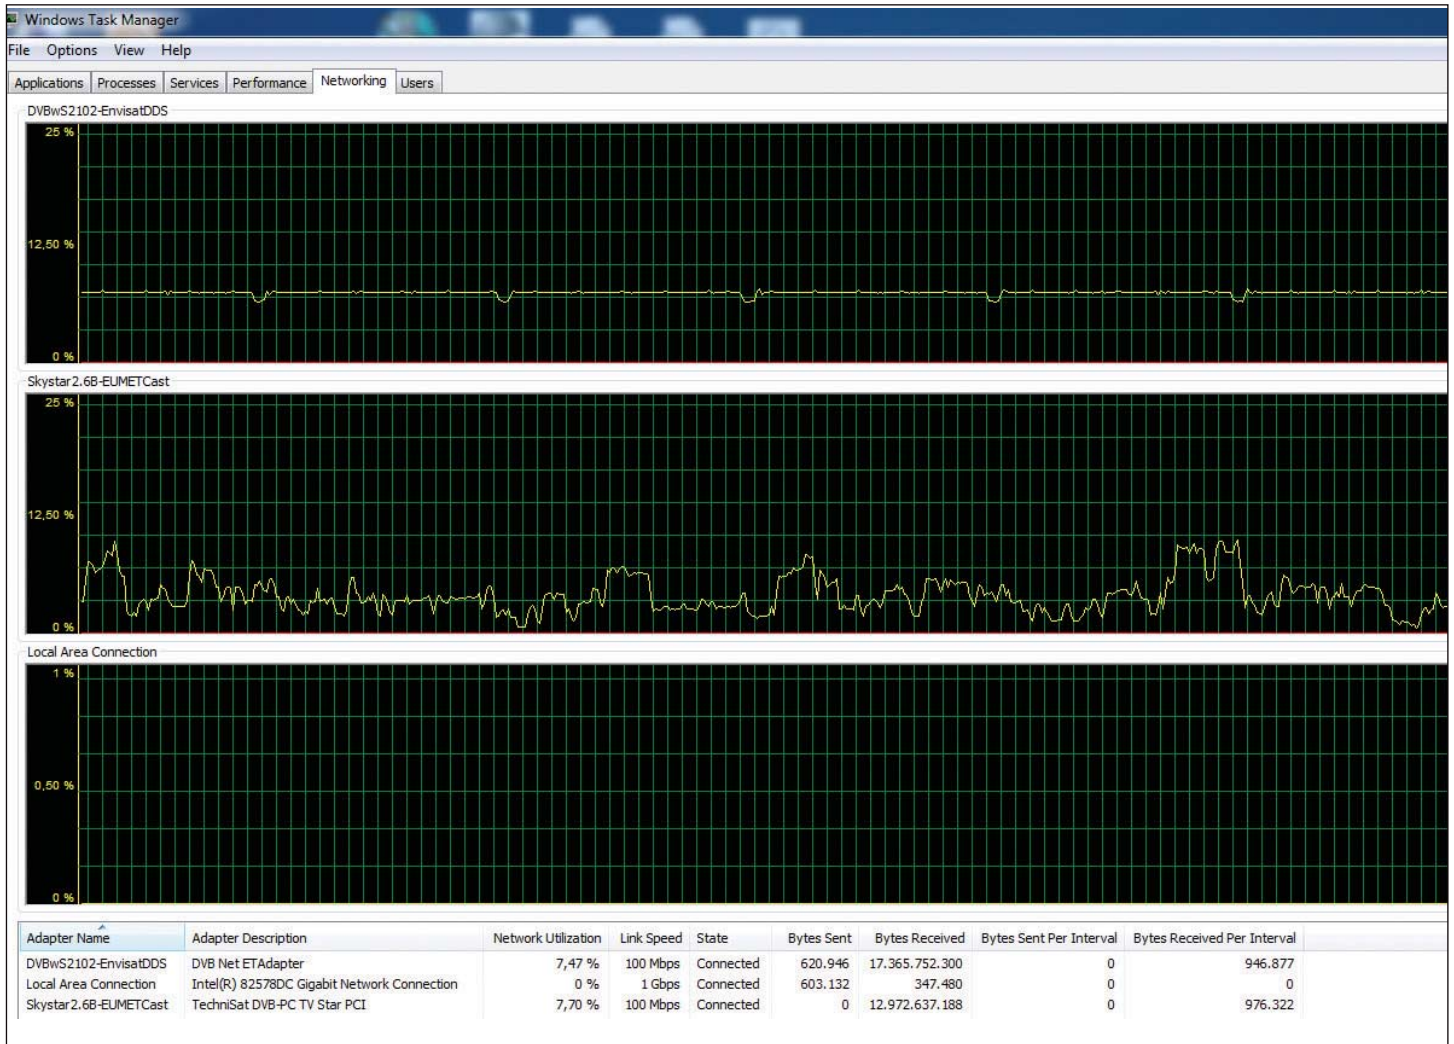 Windows Task Manager
File Options View Help
Applications Processes Services Performance Networking Users
DVBwS2102-EnvisatDDS
25 %
12,50 %
0 %
Skystar2.6B-EUMETCast
25 %
12,50 %
0 %
Local Area Connection
1 %
0,50 %
0 %
Adapter Name Adapter Description Network Utilization Link Speed State Bytes Sent Bytes Received Bytes Sent Per Interval Bytes Received Per Interval
DVBwS2102-EnvisatDDS DVB Net ETAdapter 7,47 % 100 Mbps Connected 620.946 17.365.752.300 0 946.877
Local Area Connection Intel(R) 82578DC Gigabit Network Connection 0 % 1 Gbps Connected 603.132 347.480 0 0
Skystar2.6B-EUMETCast TechniSat DVB-PC TV Star PCI 7,70 % 100 Mbps Connected 0 12.972.637.188 0 976.322